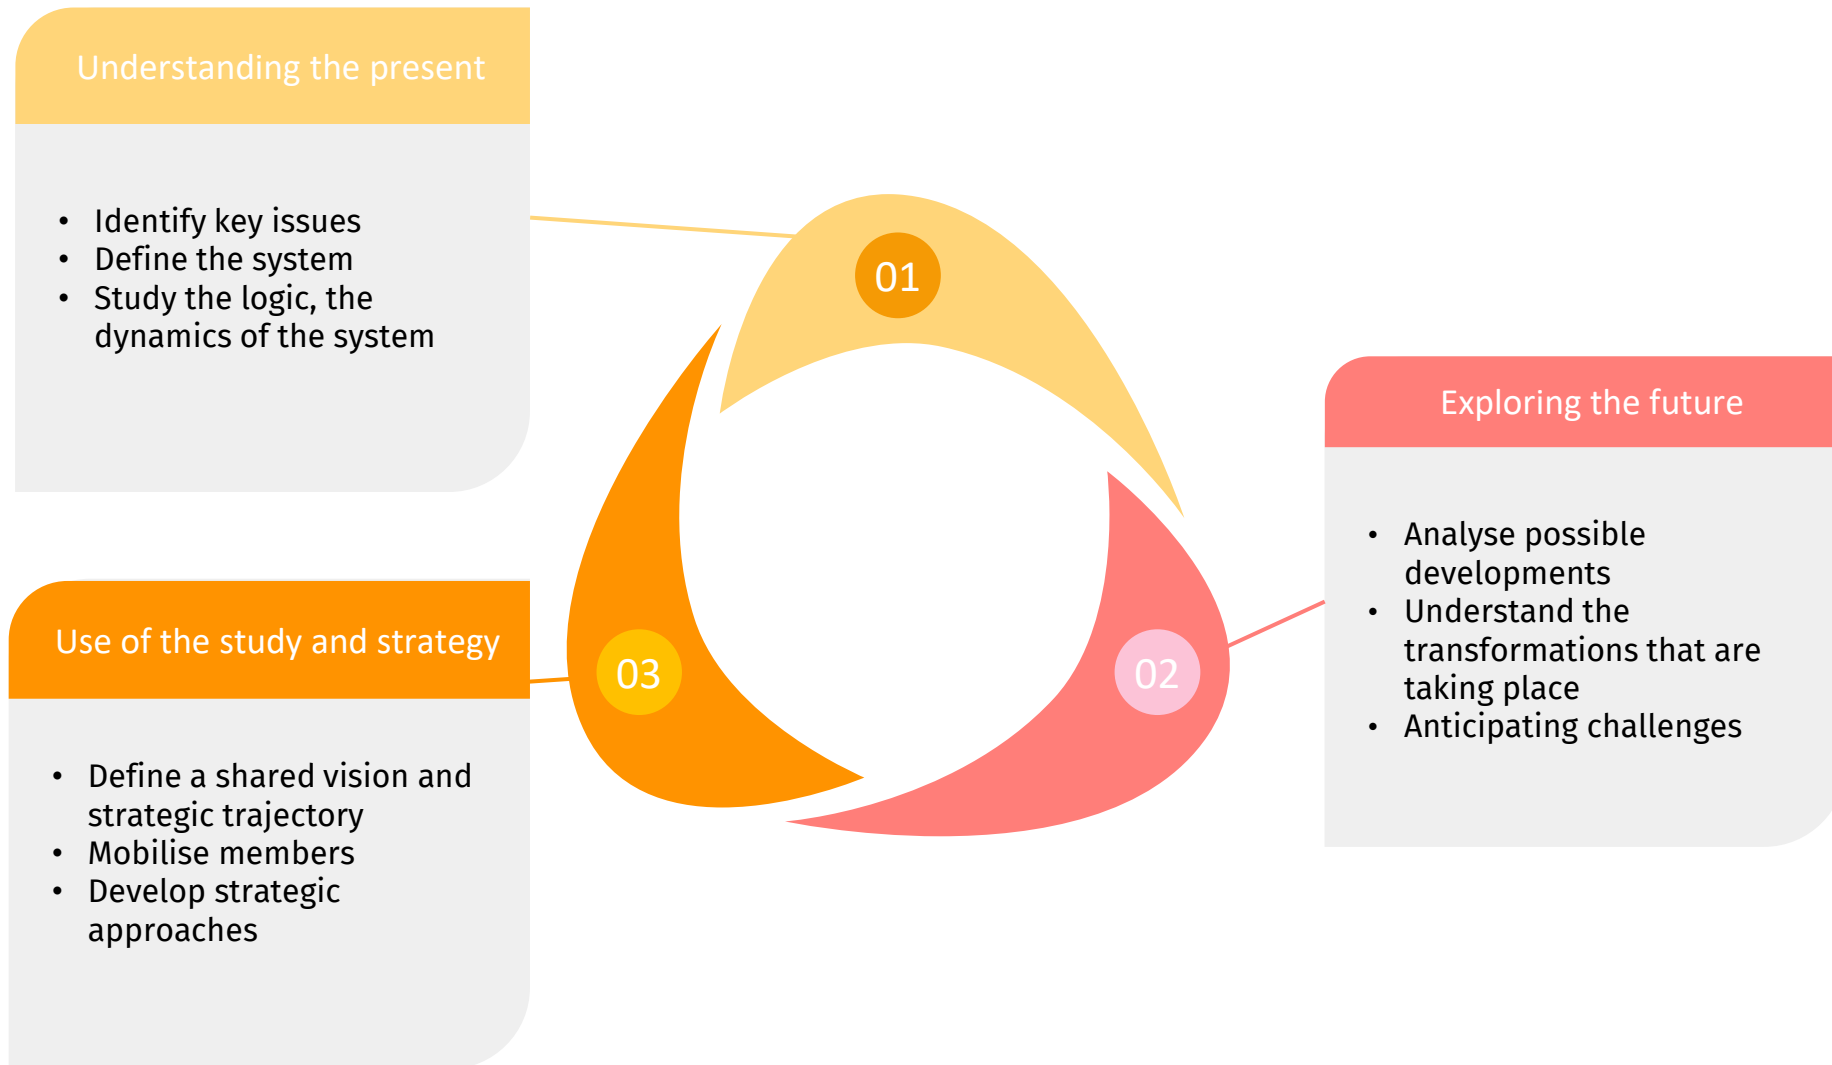 Understanding the present
• Identify key issues
• Define the system
• Study the logic, the
dynamics of the system
01
Exploring the future
• Analyse possible
developments
• Understand the
transformations that are
taking place
• Anticipating challenges
02
Use of the study and strategy
• Define a shared vision and
strategic trajectory
• Mobilise members
• Develop strategic
approaches
03